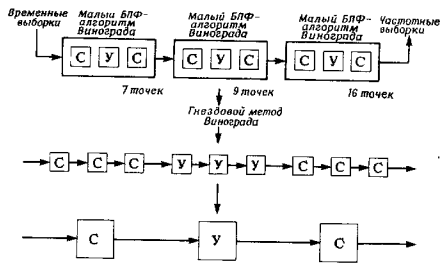 Временные выборки
Малый БПФ-
алгоритм
Винограда
Малый БПФ-
алгоритм
Винограда
Малый БПФ-
алгоритм
Винограда
Частотные
выборки
С У С
С У С
С У С
7 точек
9 точек
16 точек
Гнездовой метод
Винограда
С С С У У У С С С
С У С